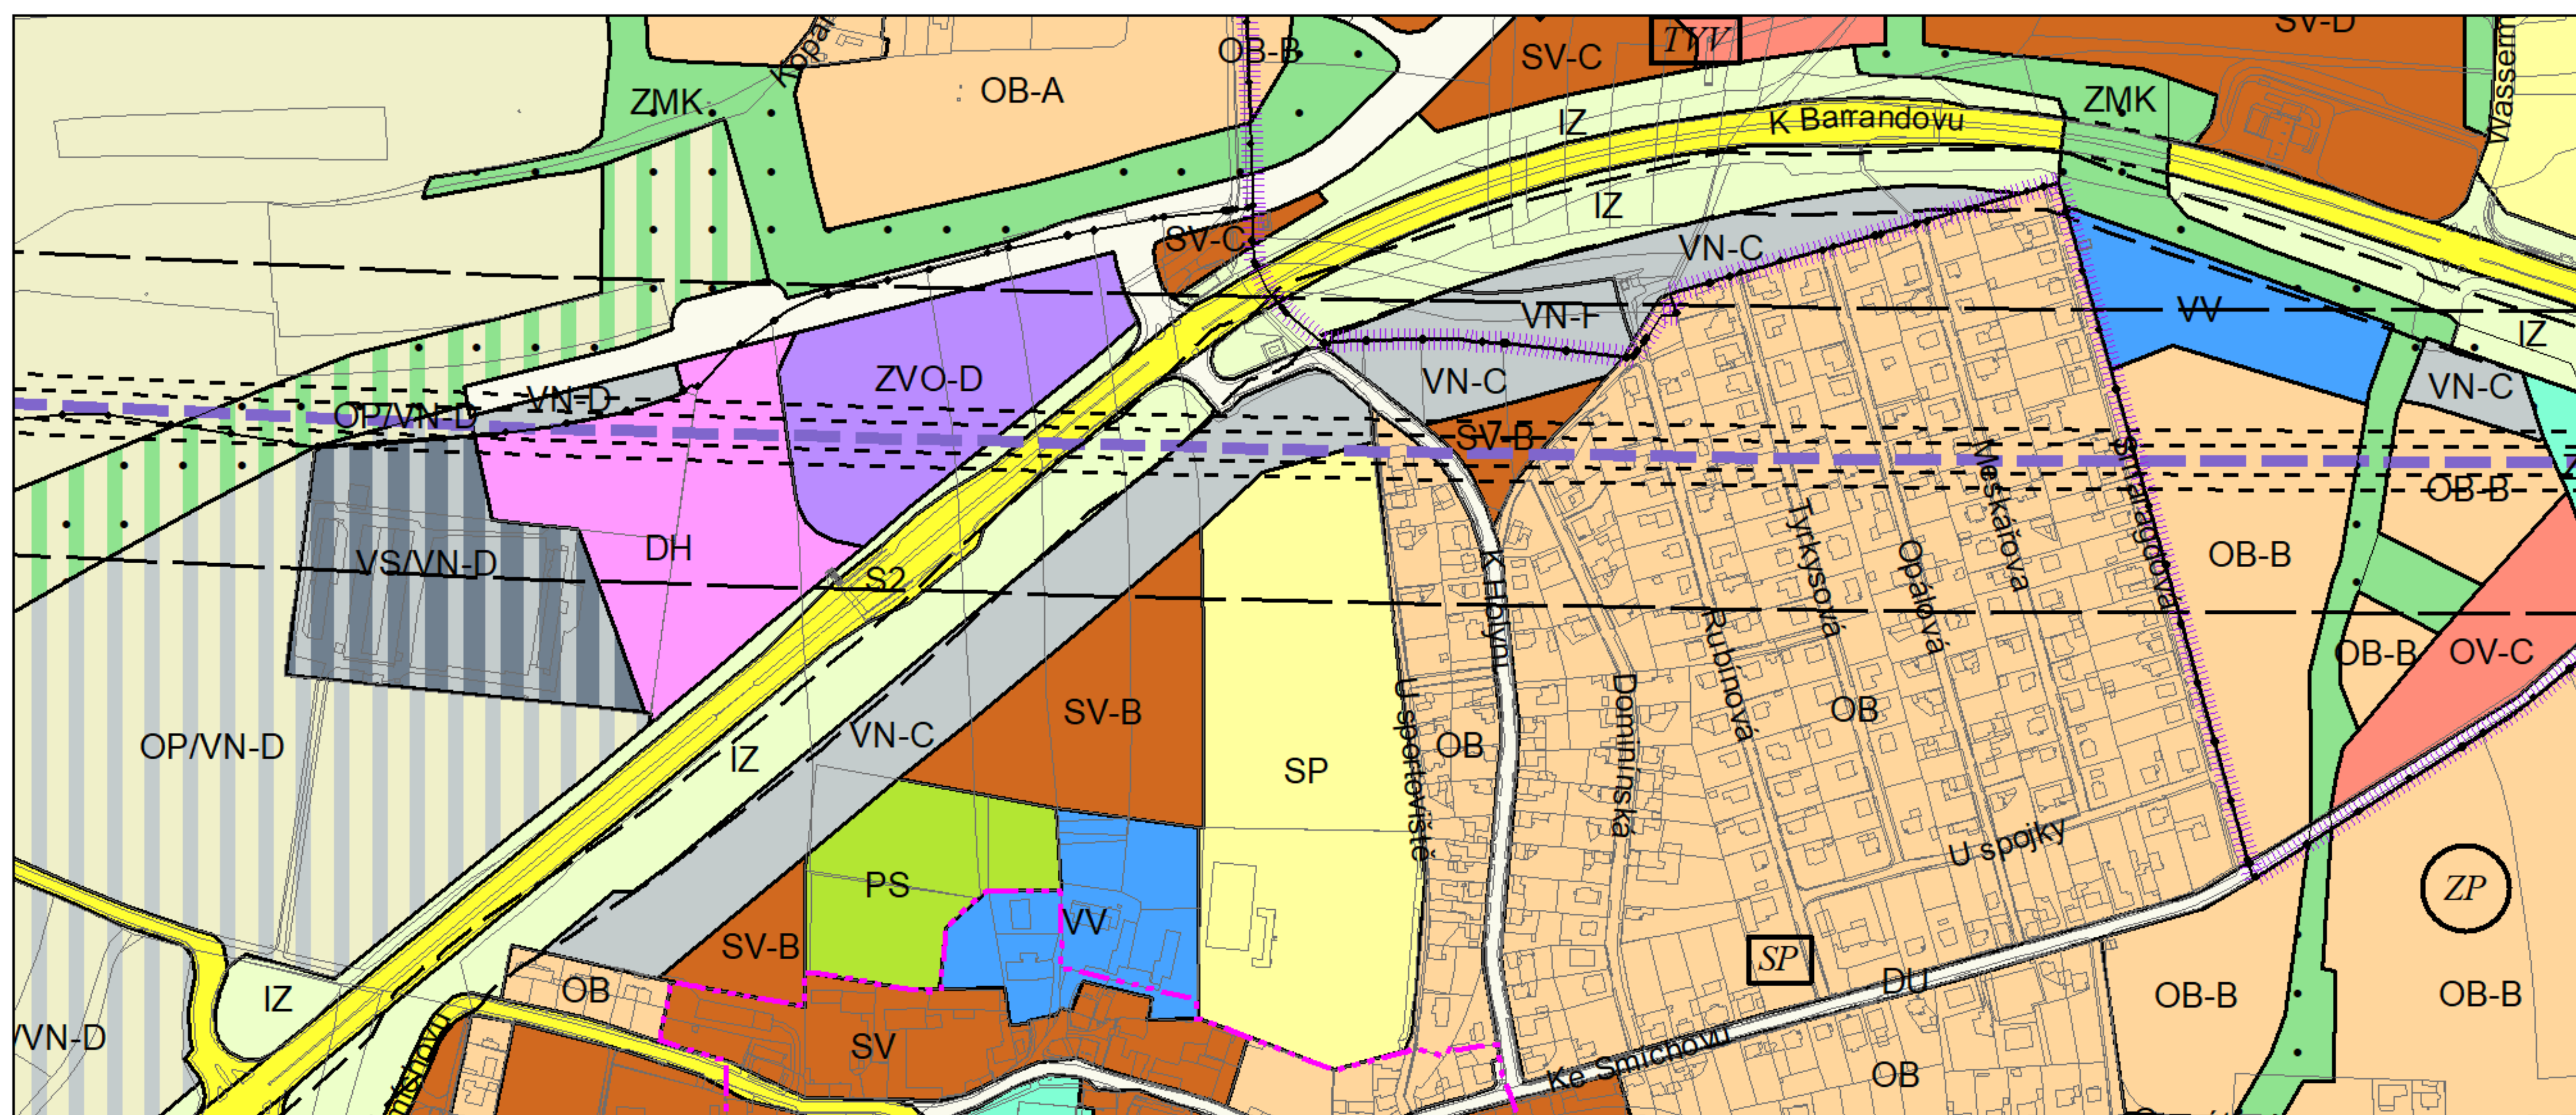 SV-D
OB-B
TVV
SV-C
OB-A
ZMK
ZMK
IZ
K Barrandovu
IZ
SV-C
VN-C
VV
VN-F
IZ
ZVO-D
VN-C
VN-C
VN-D
OP/VN-D
SV-B
OB-B
Smaragdová
Tyrkysová
Opálová
DH
VS/VN-D
S2
OB-B
K Hlbyni
Rubínová
OB-B
OV-C
SV-B
OB
U sportoviště
Dominínská
VN-C
OB
OP/VN-D
IZ
SP
U spojky
PS
ZP
VV
SV-B
SP
DU
OB
IZ
OB-B
OB-B
/VN-D
SV
Ke Smíchovu
OB